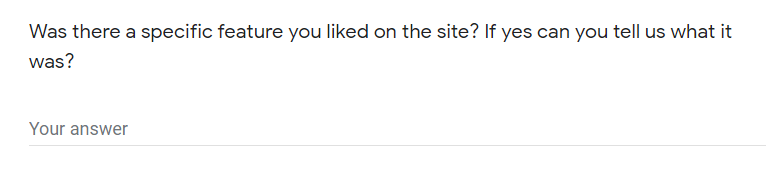 Was there a specific feature you liked on the site? If yes can you tell us what it
was?
Your answer